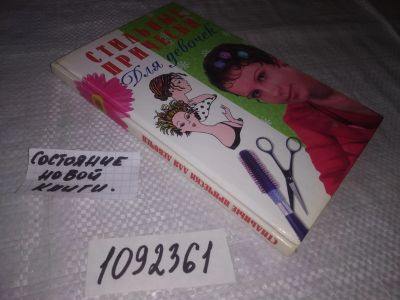 СТИЛЬНЫЕ
ПРИЧЕСКИ
Для девочек
СТИЛЬНЫЕ ПРИЧЕСКИ ДЛЯ ДЕВОЧЕК
СОСТОЯНИЕ
НОВОЙ
КНИГИ.
1092361